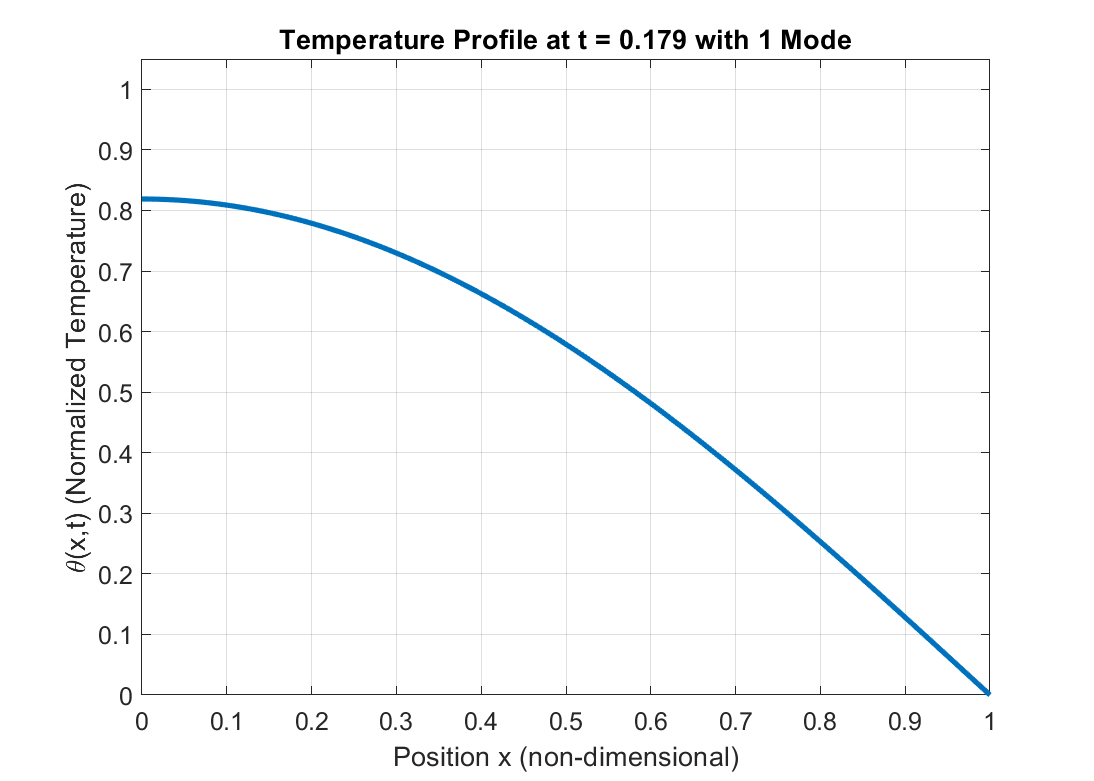 Temperature Profile at t = 0.179 with 1 Mode
θ(x,t) (Normalized Temperature)
1
0.9
0.8
0.7
0.6
0.5
0.4
0.3
0.2
0.1
0
0 0.1 0.2 0.3 0.4 0.5 0.6 0.7 0.8 0.9 1
Position x (non-dimensional)